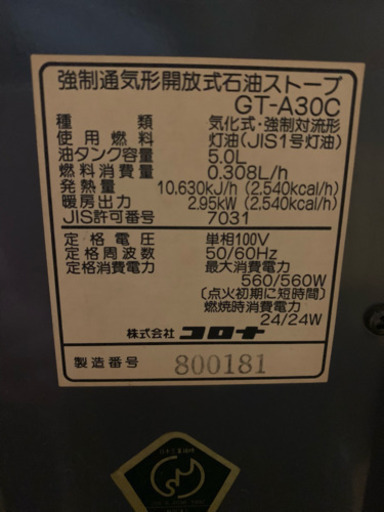 強制通気形開放式石油ストーブ
GT-A30C
種類 気化式・強制対流形
使用燃料 灯油(JIS1号灯油)
油タンク容量 5.0L
燃料消費量 0.308L/h
発熱量 10,630kJ/h (2,540kcal/h)
暖房出力 2.95kW (2,540kcal/h)
JIS許可番号 7031
定格電圧 単相100V
定格周波数 50/60Hz
定格消費電力 最大消費電力
560/560W
(点火初期に短時間)
燃焼時消費電力
24/24W
株式会社 コロナ
製造番号 800181